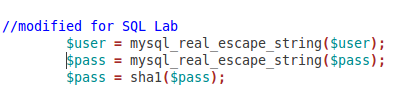 //modified for SQL Lab
$user = mysql_real_escape_string($user);
$pass = mysql_real_escape_string($pass);
$pass = sha1($pass);